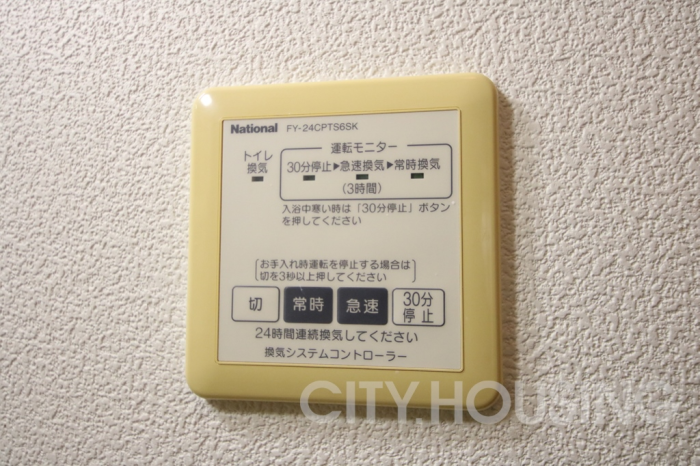 National FY-24CPTS6SK
運転モニター
トイレ
換気
30分停止▶急速換気▶常時換気
(3時間)
入浴中寒い時は「30分停止」ボタン
を押してください
お手入れ時運転を停止する場合は
切を3秒以上押してください
切 常時 急速 30分
停止
24時間連続換気してください
換気システムコントローラー
CITY.HOUSING